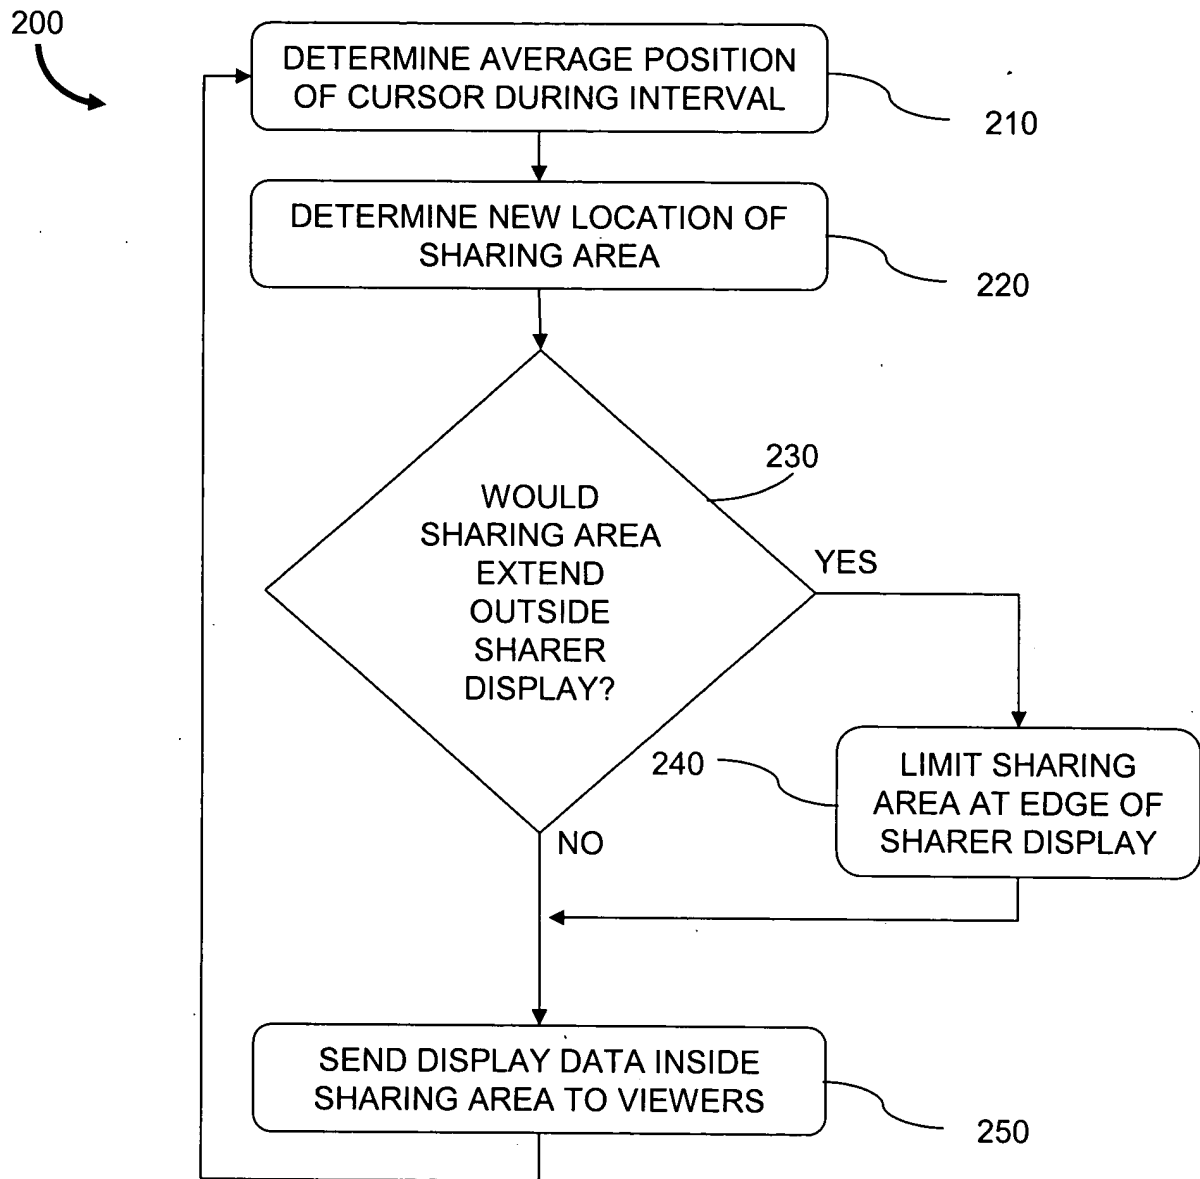 200
DETERMINE AVERAGE POSITION
OF CURSOR DURING INTERVAL
210
DETERMINE NEW LOCATION OF
SHARING AREA
220
230
WOULD
SHARING AREA
EXTEND
OUTSIDE
SHARER
DISPLAY?
YES
240
LIMIT SHARING
AREA AT EDGE OF
SHARER DISPLAY
NO
SEND DISPLAY DATA INSIDE
SHARING AREA TO VIEWERS
250